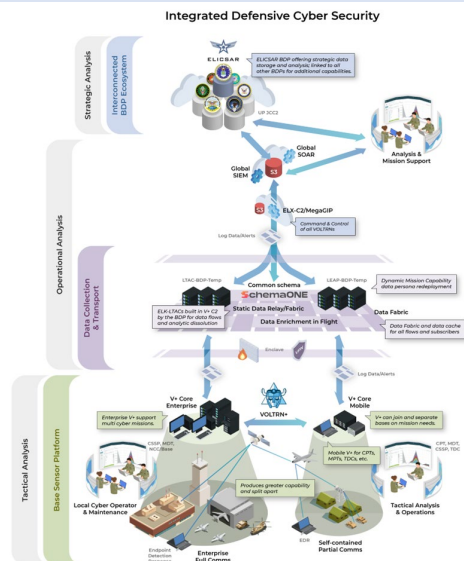 Integrated Defensive Cyber Security
Strategic Analysis
Interconnected
BDP Ecosystem
ELICSAR
ELICSAR BDP offering strategic data
storage and analysis linked to all
other BDPs for additional capabilities.
UP 3CC2
Global
SOAR
Global
SIEM
S3
Analysis &
Mission Support
Operational Analysis
S3
ELX-C2/MegaGIP
Command & Control
of all VOLTRNs
Log Data/Alerts
Data Collection
& Transport
LTAC-BDP-Temp
Common schema
LEAP-BDP-Temp
SchemaONE
Dynamic Mission Capability
data persona redeployment
Static Data Relay/Fabric
Data Fabric
ELK-LTACs built in V+ C2
by the BDP for data flows
and analytic dissolution
Data Enrichment in Flight
Data Fabric and data cache
for all flows and subscribers
Enclave
Log Data/Alerts
Tactical Analysis
Base Sensor Platform
V+ Core
Enterprise
VOLTRN+
V+ Core
Mobile
Enterprise V+ support
multi cyber missions.
V+ can join and separate
bases on mission needs.
CSSP, MDT,
NCC/Base
Mobile V+ for CPTs,
MPTs, TDCs, etc.
CPT, MDT,
CSSP, TDC
Local Cyber Operator
& Maintenance
Produces greater capability
and split apart
Tactical Analysis
& Operations
Endpoint
Detection
Enterprise
Full Comms
EDR
Self-contained
Partial Comms